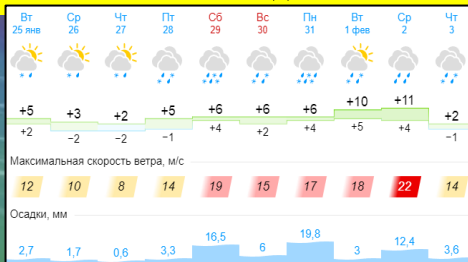 Вт Ср Чт Пт Сб Вс Пн Вт Ср Чт
25 янв 26 27 28 29 30 31 1 фев 2 3
+5 +3 +2 +5 +6 +6 +6 +10 +11 +2
+2 −2 −2 −1 +4 +2 +4 +5 +4 −1
Максимальная скорость ветра, м/с
12 10 8 14 19 15 17 18 22 14
Осадки, мм
2,7 1,7 0,6 3,3 16,5 6 19,8 3 12,4 3,6